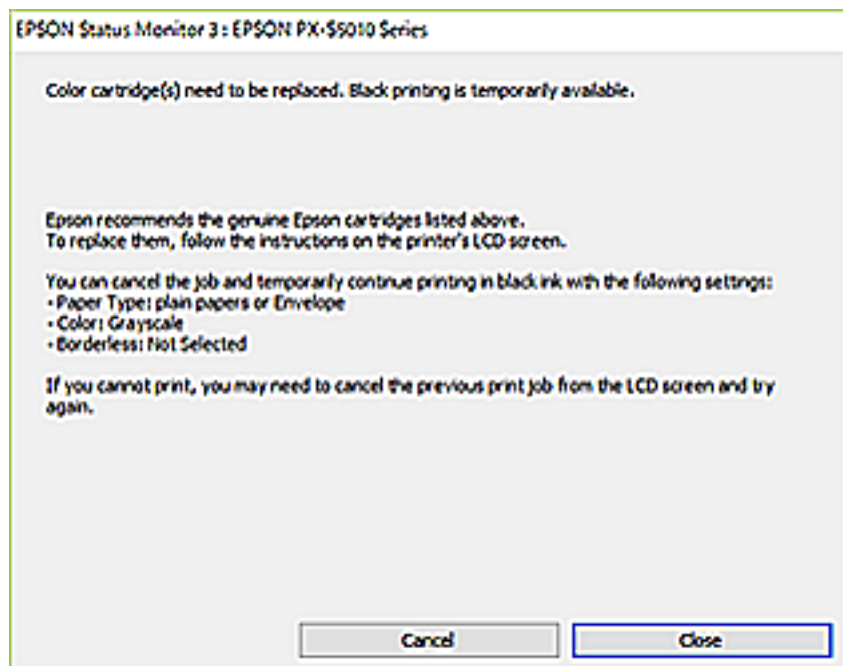 EPSON Status Monitor 3 : EPSON PX-S5010 Series
Color cartridge(s) need to be replaced. Black printing is temporarily available.
Epson recommends the genuine Epson cartridges listed above.
To replace them, follow the instructions on the printer's LCD screen.
You can cancel the job and temporarily continue printing in black ink with the following settings:
- Paper Type: plain papers or Envelope
- Color: Grayscale
- Borderless: Not Selected
If you cannot print, you may need to cancel the previous print job from the LCD screen and try
again.
Cancel Close